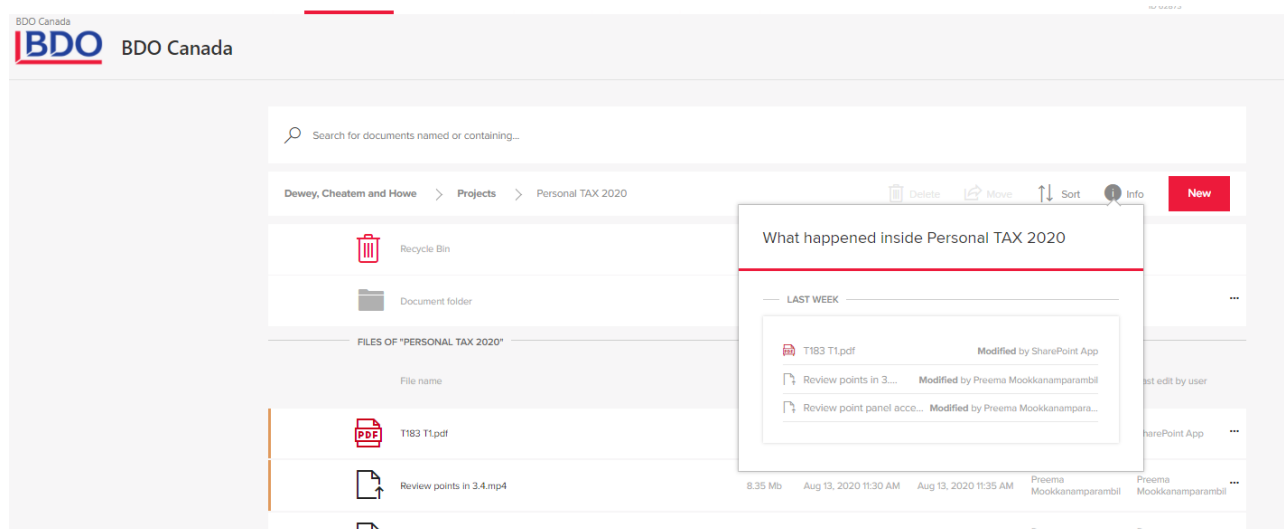 BDO Canada
BDO
BDO Canada
Search for documents named or containing...
Dewey, Cheatem and Howe > Projects > Personal TAX 2020
Delete Move Sort Info New
What happened inside Personal TAX 2020
Recycle Bin
LAST WEEK
Document folder
...
FILES OF "PERSONAL TAX 2020"
T183 T1.pdf Modified by SharePoint App
Review points in 3.... Modified by Preema Mookkanamparambil
Review point panel acce... Modified by Preema Mookkanampara...
File name
edit by user
PDF T183 T1.pdf
App ...
Review points in 3.4.mp4 8.35 Mb Aug 13, 2020 11:30 AM Aug 13, 2020 11:35 AM Preema Mookkanamparambil Preema Mookkanamparambil ...